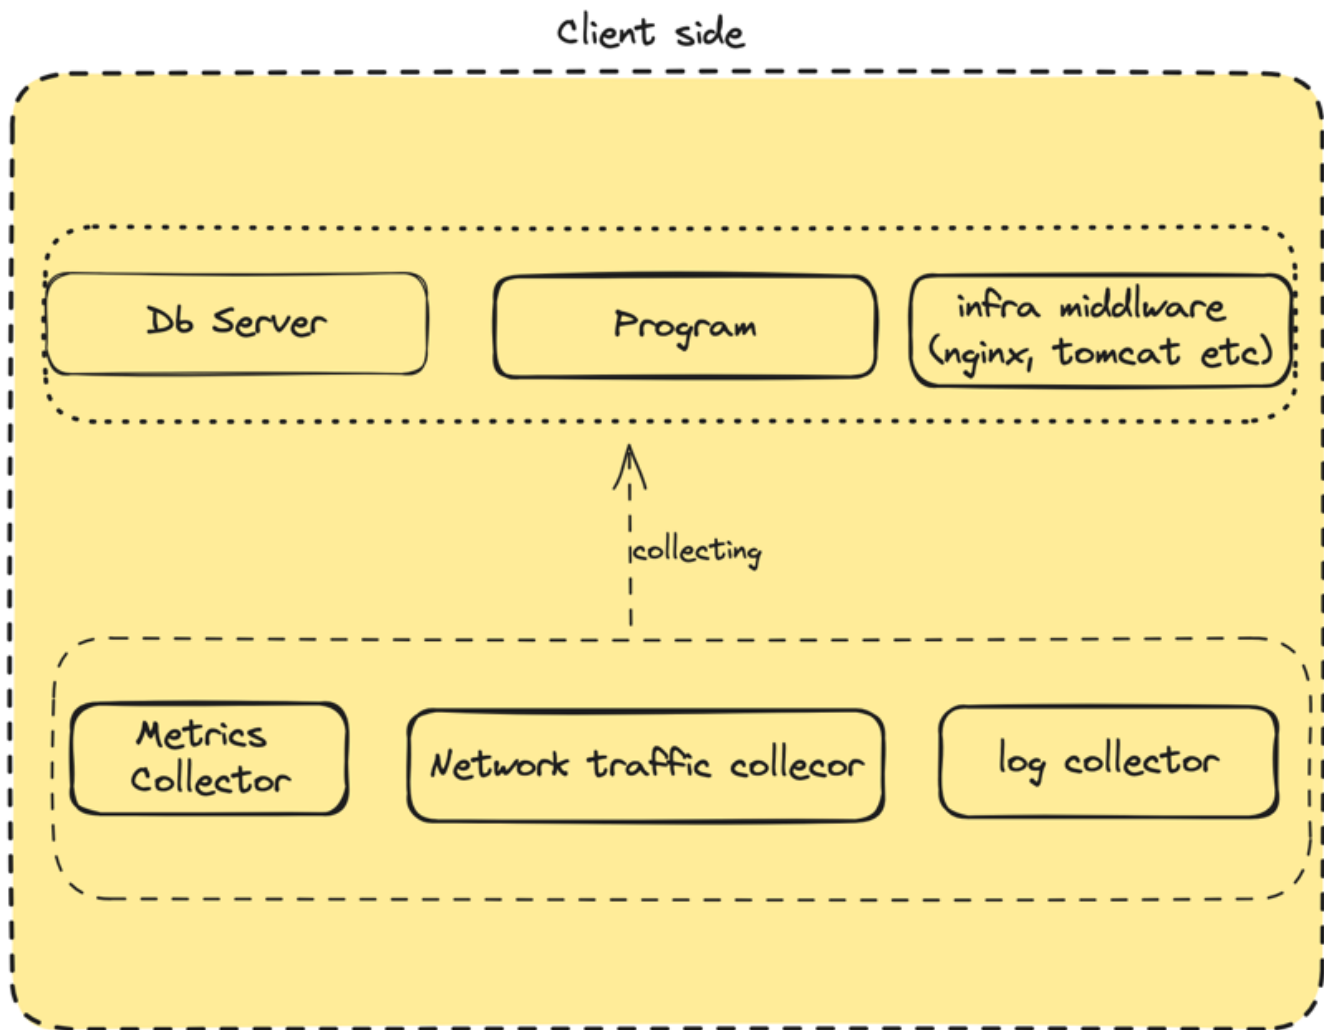 Client side
Db Server
Program
infra middlware
(nginx, tomcat etc)
collecting
Metrics
Collector
Network traffic collecor
log collector